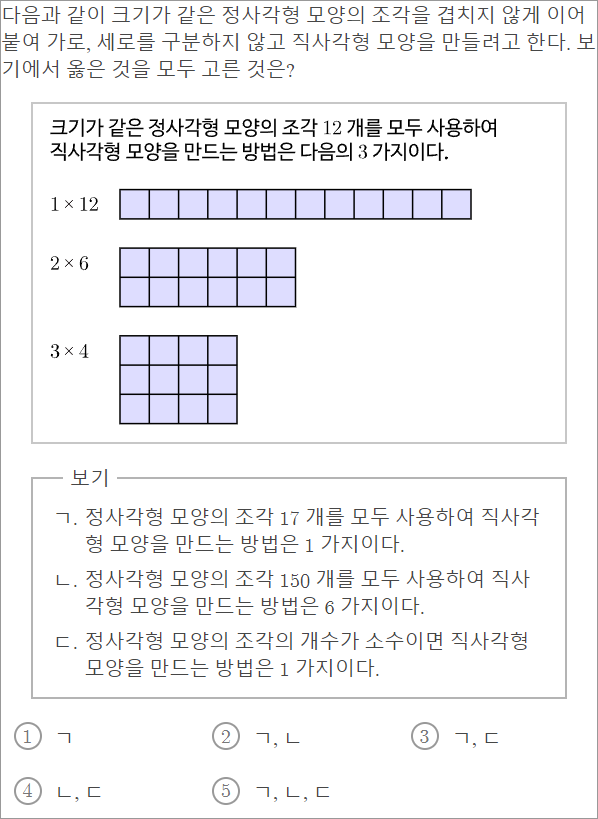 다음과 같이 크기가 같은 정사각형 모양의 조각을 겹치지 않게 이어
붙여 가로, 세로를 구분하지 않고 직사각형 모양을 만들려고 한다. 보
기에서 옳은 것을 모두 고른 것은?
크기가 같은 정사각형 모양의 조각 12 개를 모두 사용하여
직사각형 모양을 만드는 방법은 다음의 3 가지이다.
1 × 12
2 × 6
3 × 4
보기
ㄱ. 정사각형 모양의 조각 17 개를 모두 사용하여 직사각
형 모양을 만드는 방법은 1 가지이다.
ㄴ. 정사각형 모양의 조각 150 개를 모두 사용하여 직사
각형 모양을 만드는 방법은 6 가지이다.
ㄷ. 정사각형 모양의 조각의 개수가 소수이면 직사각형
모양을 만드는 방법은 1 가지이다.
① ㄱ ② ㄱ, ㄴ ③ ㄱ, ㄷ
④ ㄴ, ㄷ ⑤ ㄱ, ㄴ, ㄷ